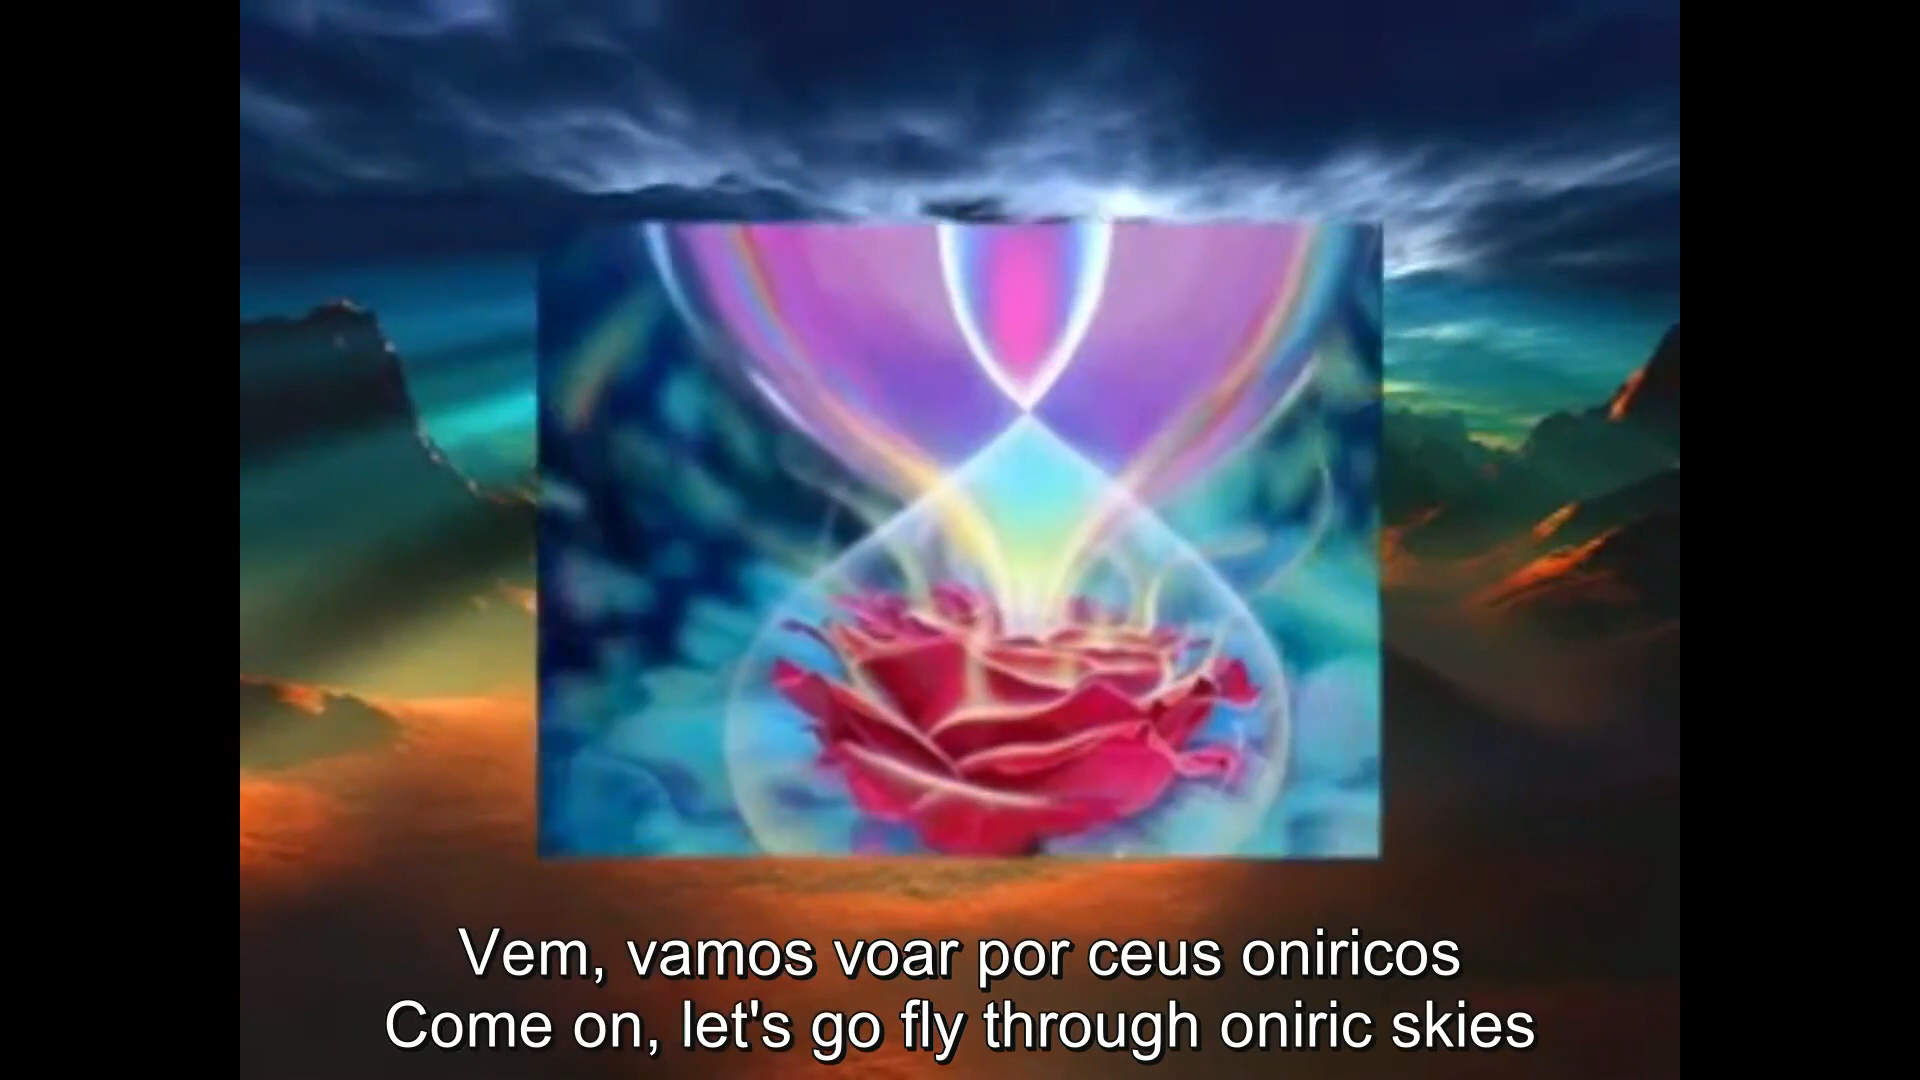 Vem, vamos voar por ceus oniricos
Come on, let's go fly through oniric skies